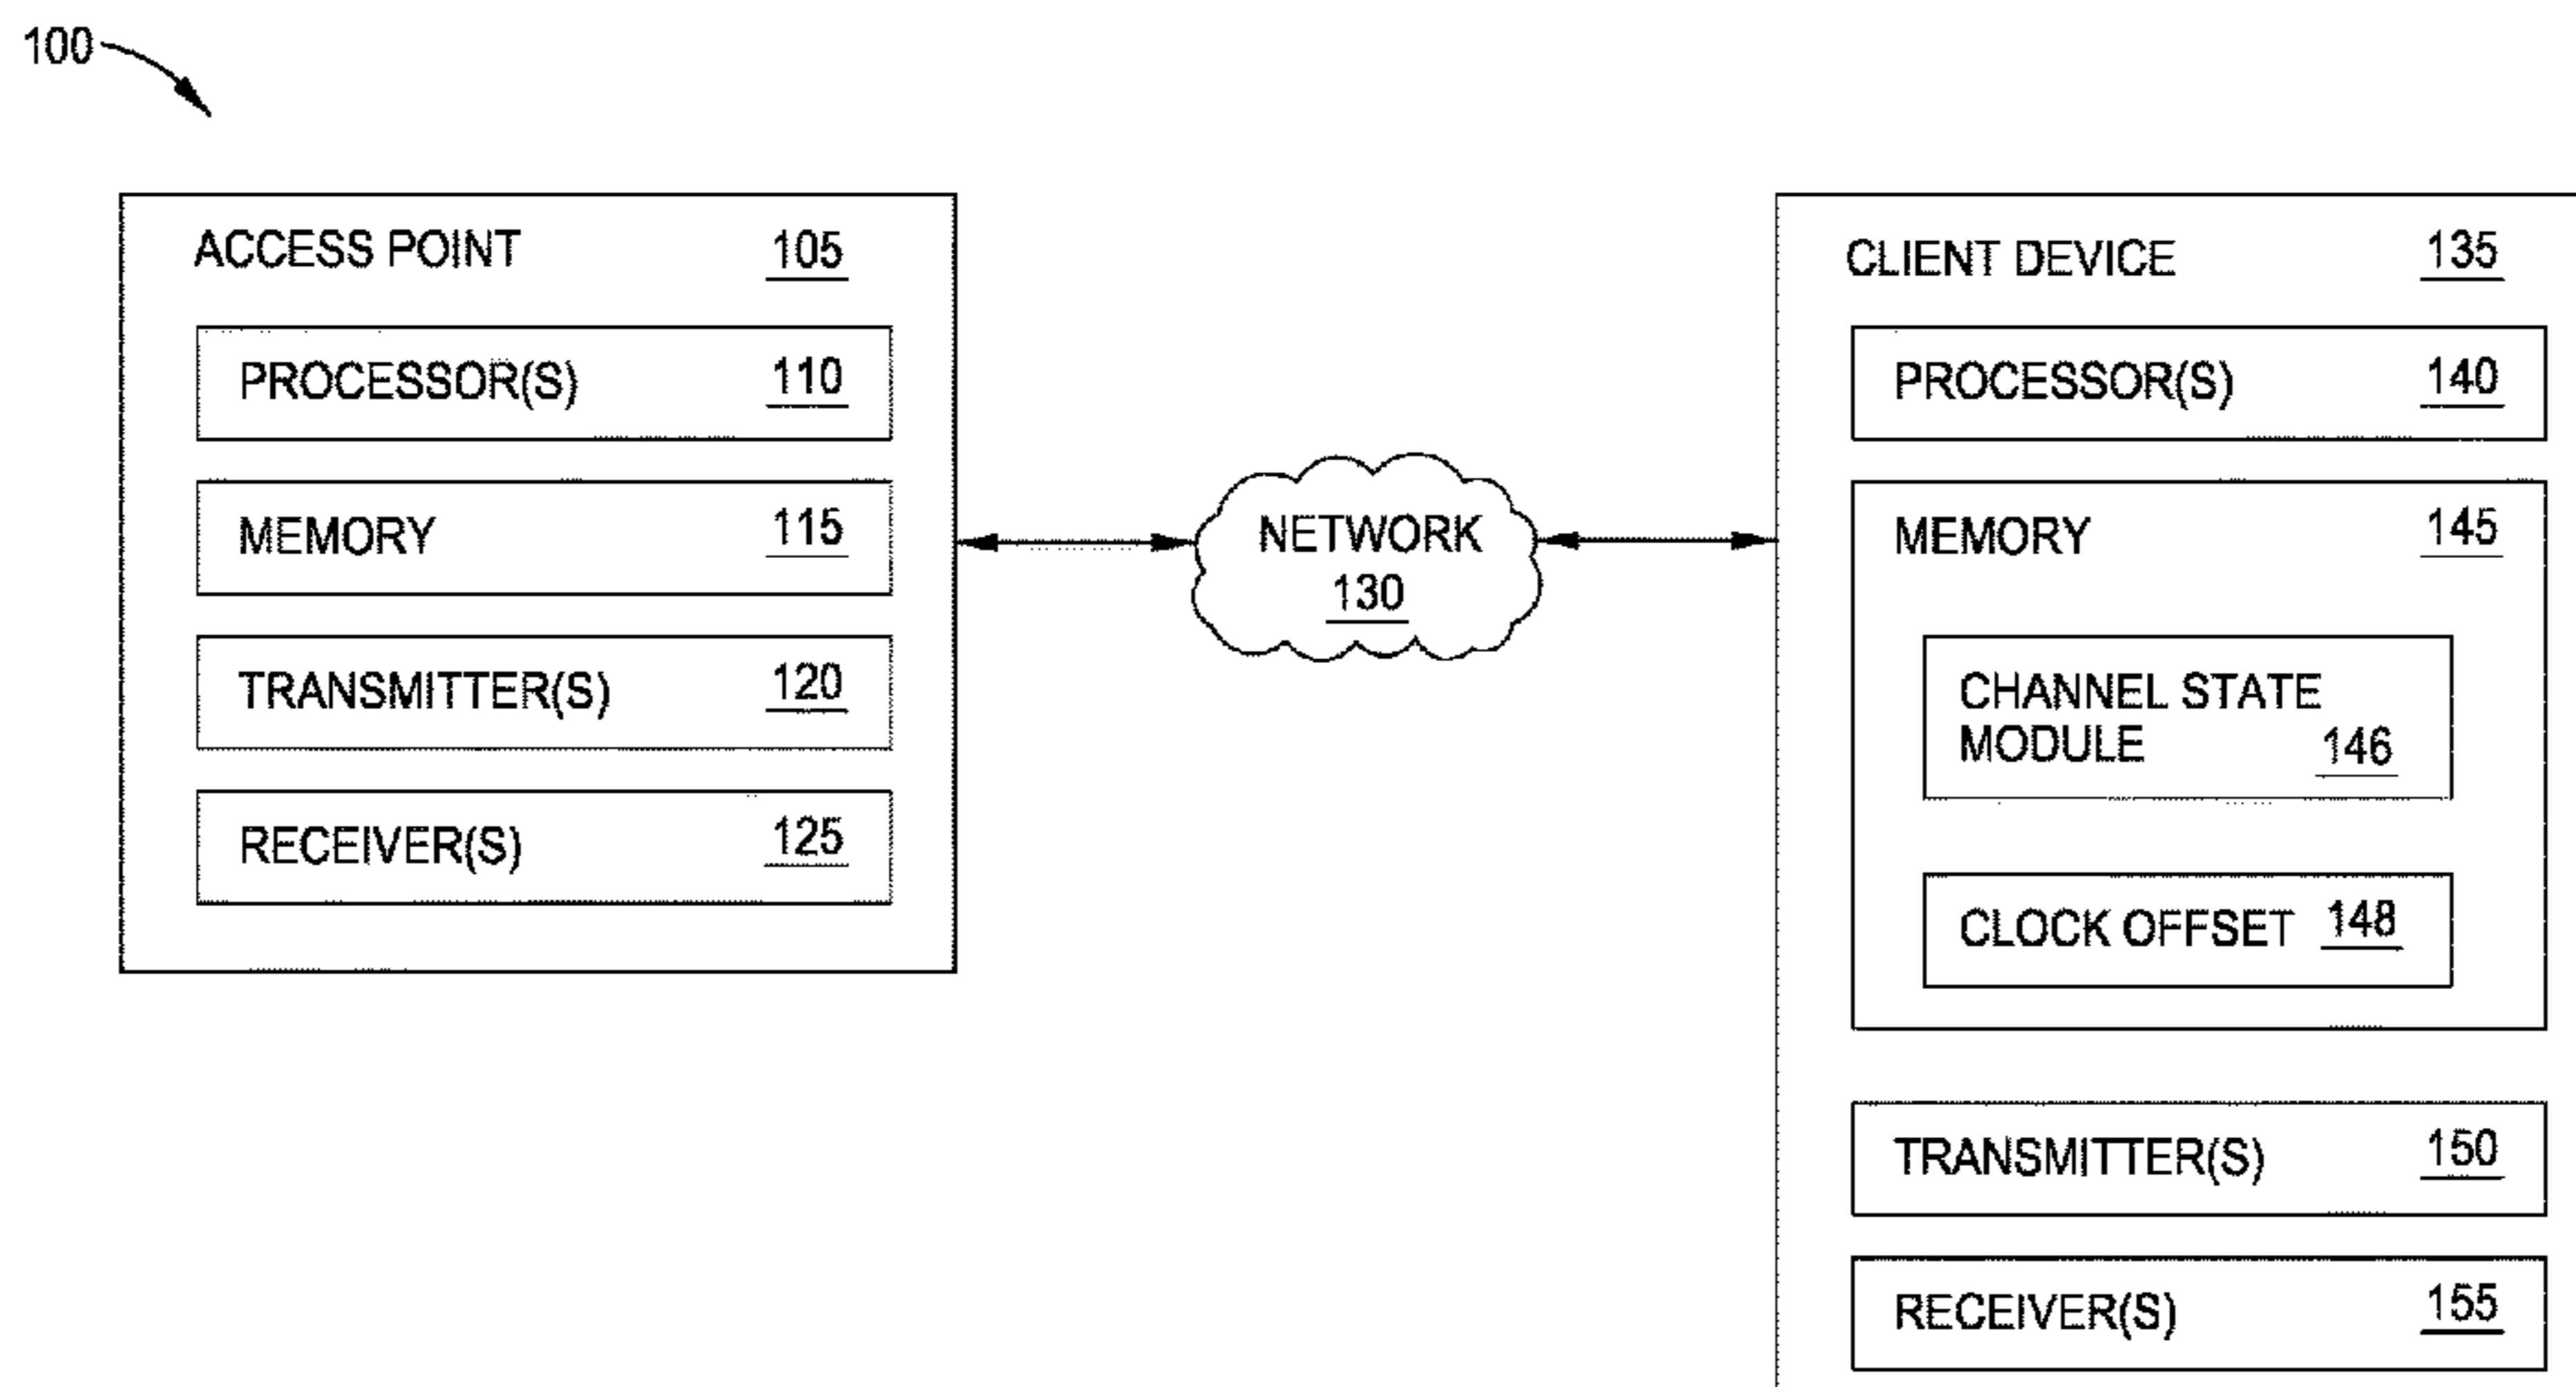 100
ACCESS POINT 105
PROCESSOR(S) 110
MEMORY 115
TRANSMITTER(S) 120
RECEIVER(S) 125
NETWORK
130
CLIENT DEVICE 135
PROCESSOR(S) 140
MEMORY 145
CHANNEL STATE
MODULE 146
CLOCK OFFSET 148
TRANSMITTER(S) 150
RECEIVER(S) 155